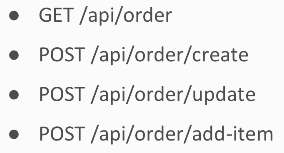 ● GET /api/order
● POST /api/order/create
● POST /api/order/update
● POST /api/order/add-item